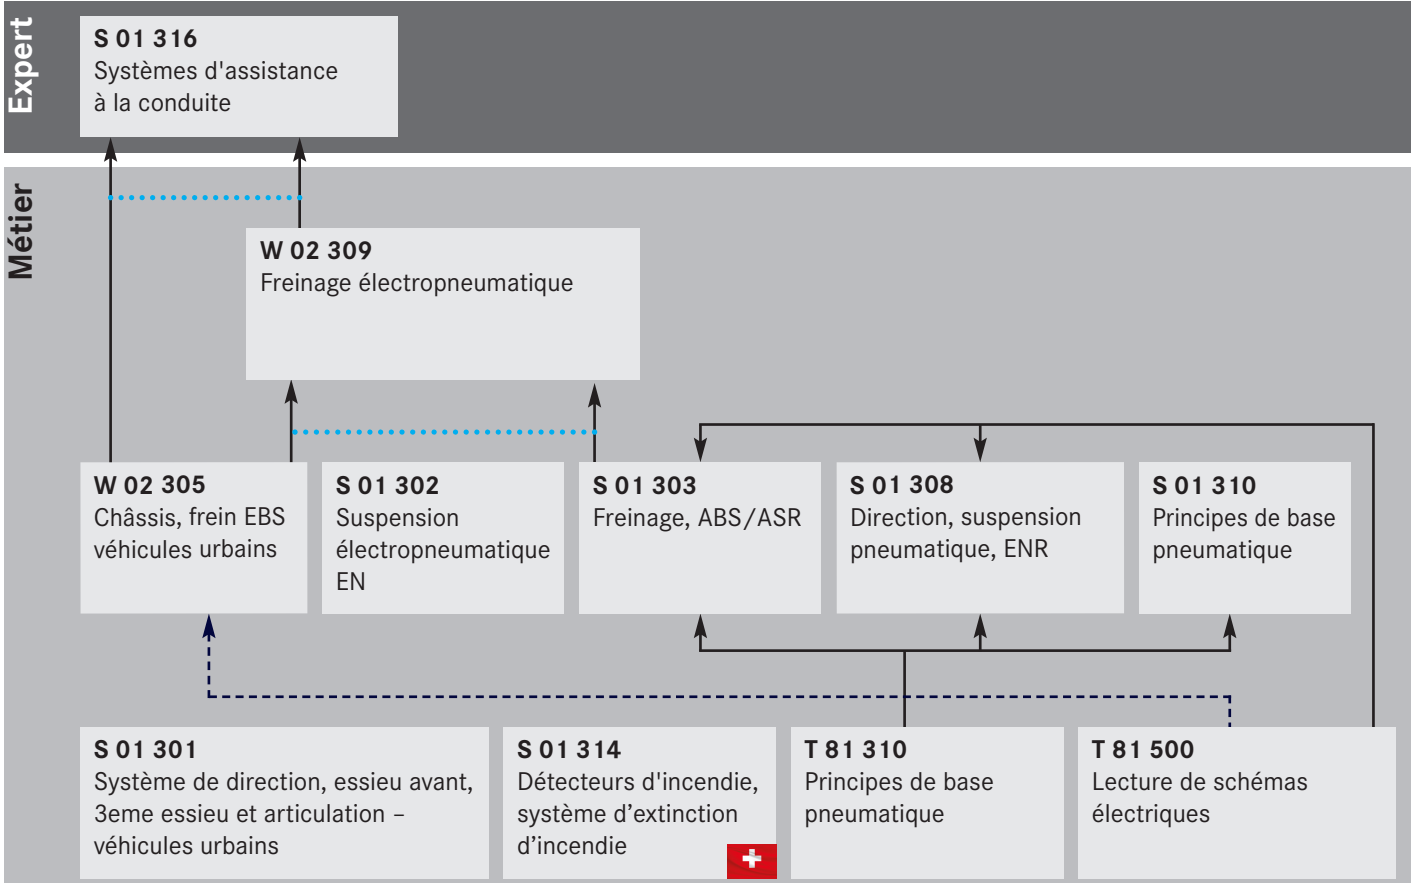 Expert
S 01 316
Systèmes d'assistance
à la conduite
Métier
W 02 309
Freinage électropneumatique
W 02 305
Châssis, frein EBS
véhicules urbains
S 01 302
Suspension
électropneumatique
EN
S 01 303
Freinage, ABS/ASR
S 01 308
Direction, suspension
pneumatique, ENR
S 01 310
Principes de base
pneumatique
S 01 301
Système de direction, essieu avant,
3eme essieu et articulation –
véhicules urbains
S 01 314
Détecteurs d'incendie,
système d’extinction
d’incendie
T 81 310
Principes de base
pneumatique
T 81 500
Lecture de schémas
électriques